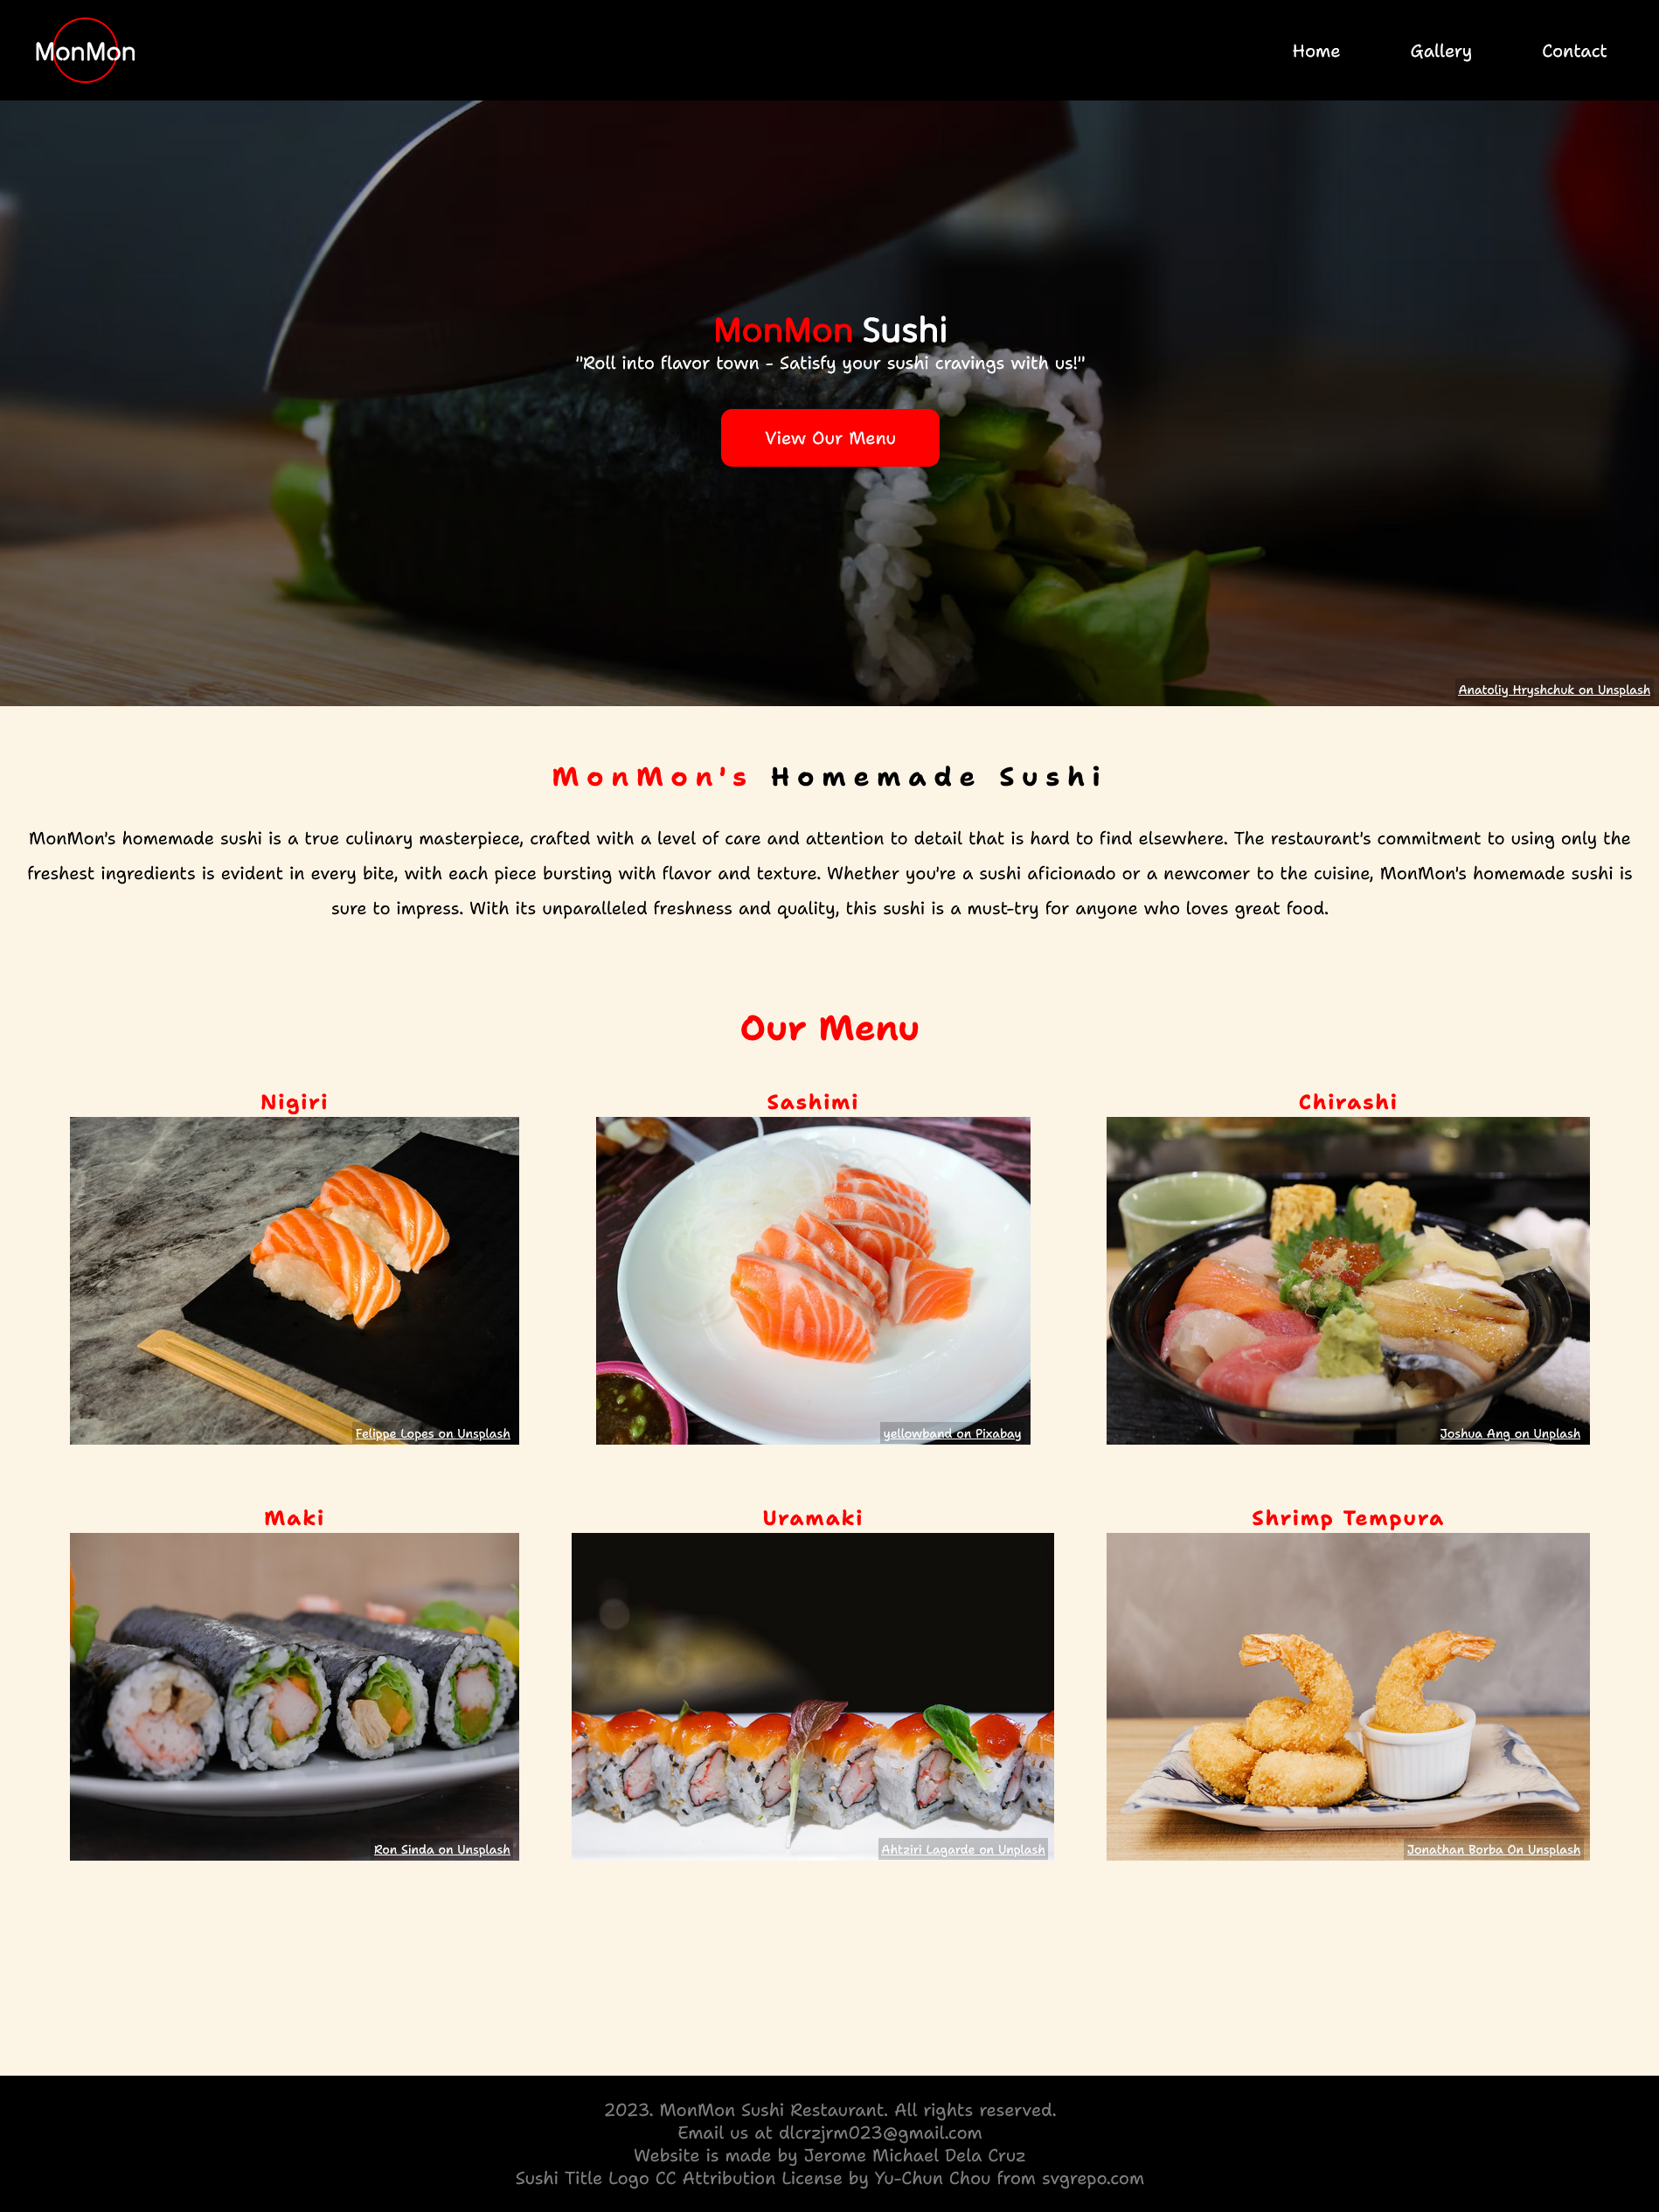 MonMon
Home
Gallery
Contact
MonMon Sushi
"Roll into flavor town - Satisfy your sushi cravings with us!"
View Our Menu
Anatoliy Hryshchuk on Unsplash
MonMon's Homemade Sushi
MonMon's homemade sushi is a true culinary masterpiece, crafted with a level of care and attention to detail that is hard to find elsewhere. The restaurant's commitment to using only the
freshest ingredients is evident in every bite, with each piece bursting with flavor and texture. Whether you're a sushi aficionado or a newcomer to the cuisine, MonMon's homemade sushi is
sure to impress. With its unparalleled freshness and quality, this sushi is a must-try for anyone who loves great food.
Our Menu
Nigiri
Felippe Lopes on Unsplash
Sashimi
yellowband on Pixabay
Chirashi
Joshua Ang on Unplash
Maki
Ron Sinda on Unsplash
Uramaki
Ahtziri Lagarde on Unplash
Shrimp Tempura
Jonathan Borba On Unsplash
2023. MonMon Sushi Restaurant. All rights reserved.
Email us at dlcrzjrm023@gmail.com
Website is made by Jerome Michael Dela Cruz
Sushi Title Logo CC Attribution License by Yu-Chun Chou from svgrepo.com